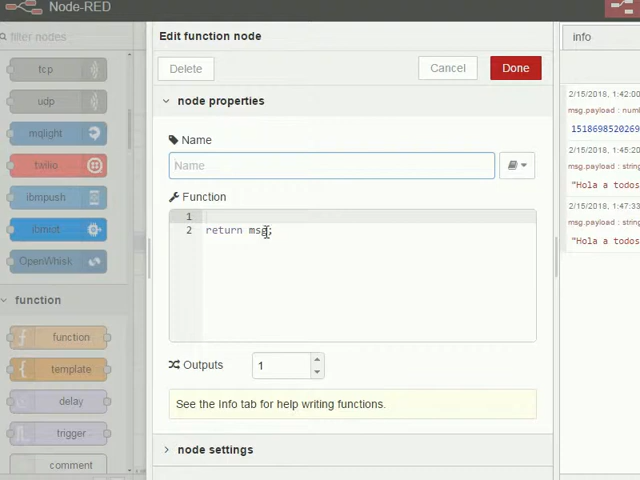 Node-RED
filter nodes
tcp
udp
mqlight
twilio
ibmpush
ibmiot
OpenWhisk
function
function
template
delay
trigger
comment
Edit function node
Delete
Cancel
Done
node properties
Name
Name
Function
1
2 return msg;
Outputs
1
See the Info tab for help writing functions.
node settings
info
2/15/2018, 1:42:00
msg.payload : numb
1518698520269
2/15/2018, 1:45:20
msg.payload : string
"Hola a todos
2/15/2018, 1:47:33
msg.payload : string
"Hola a todos